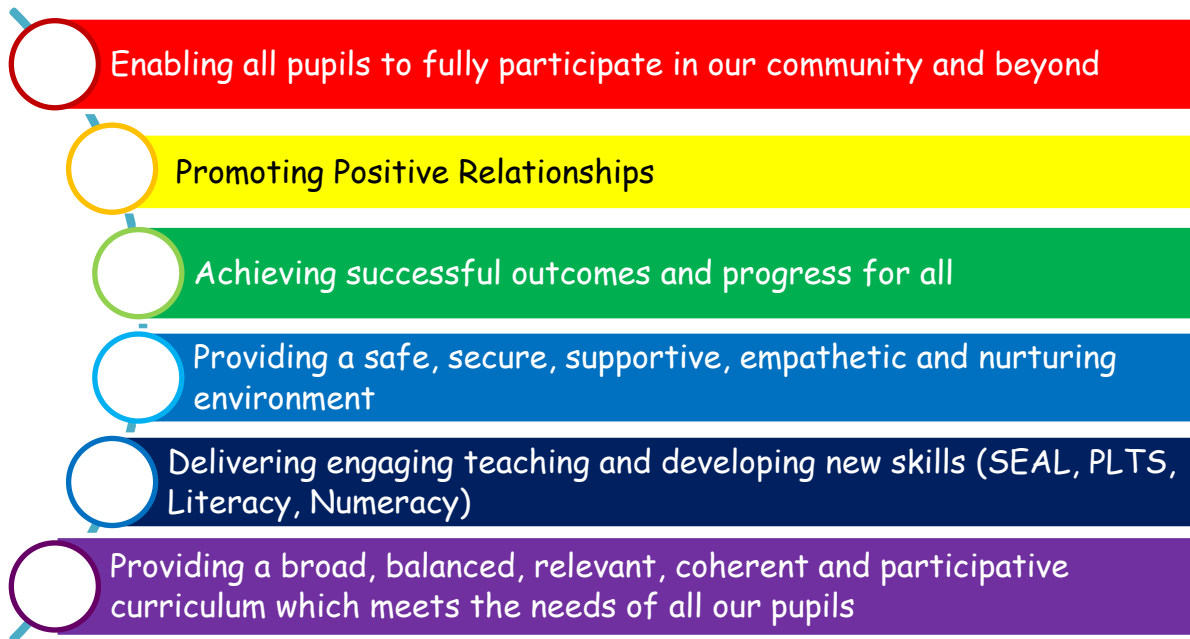 Enabling all pupils to fully participate in our community and beyond
Promoting Positive Relationships
Achieving successful outcomes and progress for all
Providing a safe, secure, supportive, empathetic and nurturing
environment
Delivering engaging teaching and developing new skills (SEAL, PLTS,
Literacy, Numeracy)
Providing a broad, balanced, relevant, coherent and participative
curriculum which meets the needs of all our pupils